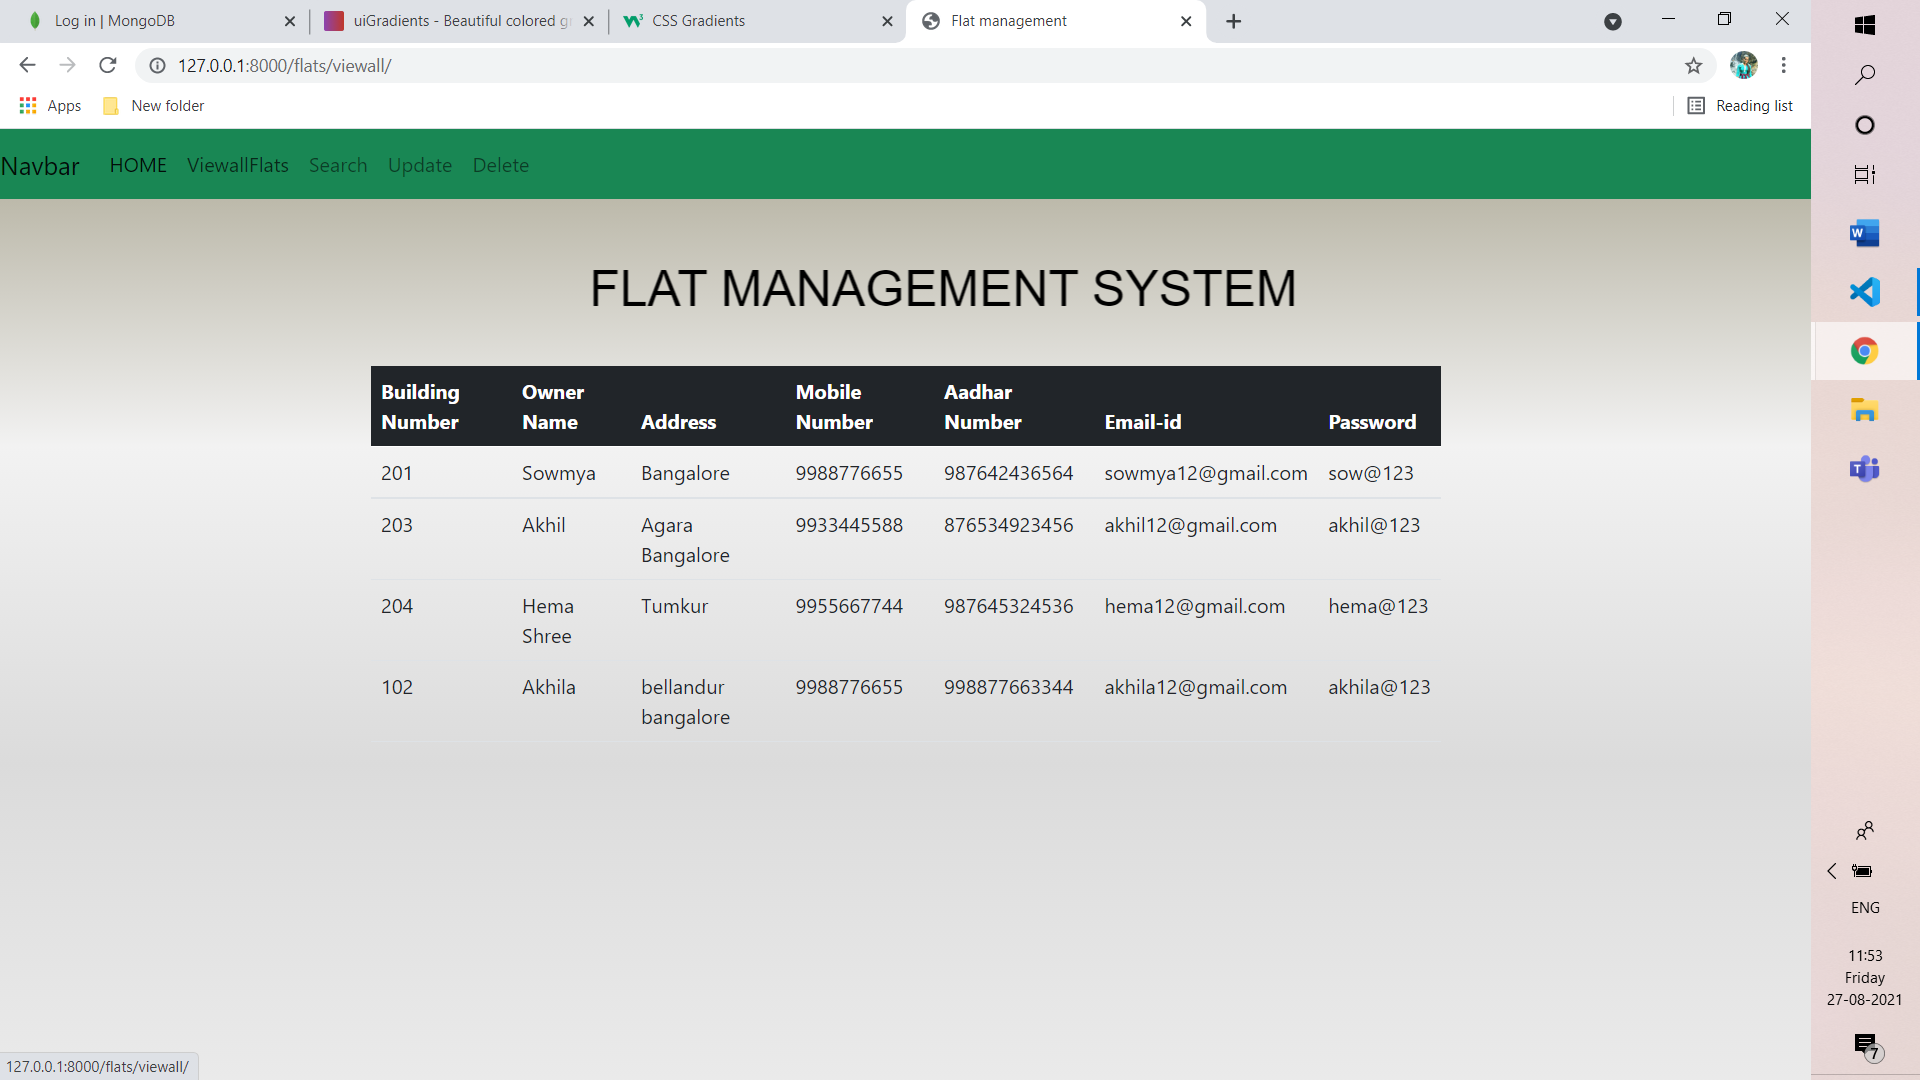 Log in | MongoDB
uiGradients - Beautiful colored g
CSS Gradients
Flat management
127.0.0.1:8000/flats/viewall/
Apps
New folder
Reading list
Navbar HOME ViewallFlats Search Update Delete
FLAT MANAGEMENT SYSTEM
Building Number Owner Name Address Mobile Number Aadhar Number Email-id Password
201 Sowmya Bangalore 9988776655 987642436564 sowmya12@gmail.com sow@123
203 Akhil Agara Bangalore 9933445588 876534923456 akhil12@gmail.com akhil@123
204 Hema Shree Tumkur 9955667744 987645324536 hema12@gmail.com hema@123
102 Akhila bellandur bangalore 9988776655 998877663344 akhila12@gmail.com akhila@123
127.0.0.1:8000/flats/viewall/
ENG
11:53
Friday
27-08-2021
7